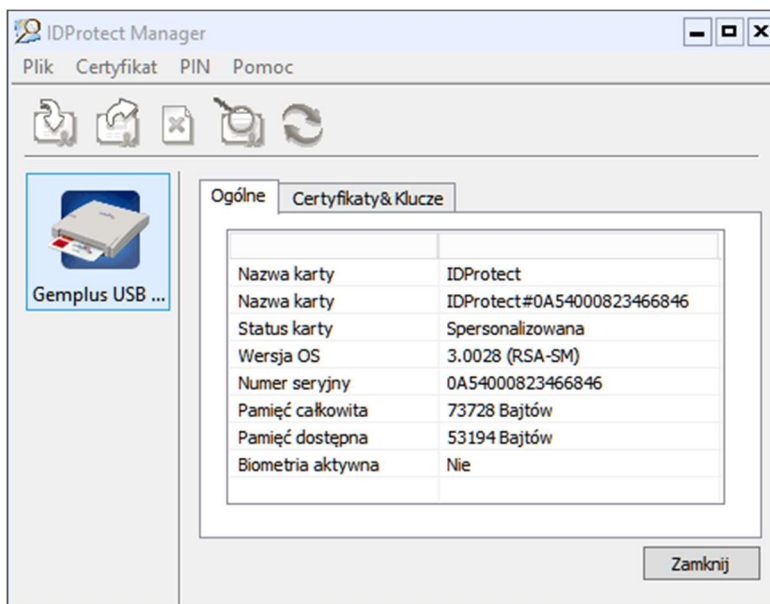 IDProtect Manager
Plik Certyfikat PIN Pomoc
Gemplus USB ...
Ogólne Certyfikaty&Klucze
Nazwa karty IDProtect
Nazwa karty IDProtect#0A54000823466846
Status karty Spersonalizowana
Wersja OS 3.0028 (RSA-SM)
Numer seryjny 0A54000823466846
Pamięć całkowita 73728 Bajtów
Pamięć dostępna 53194 Bajtów
Biometria aktywna Nie
Zamknij